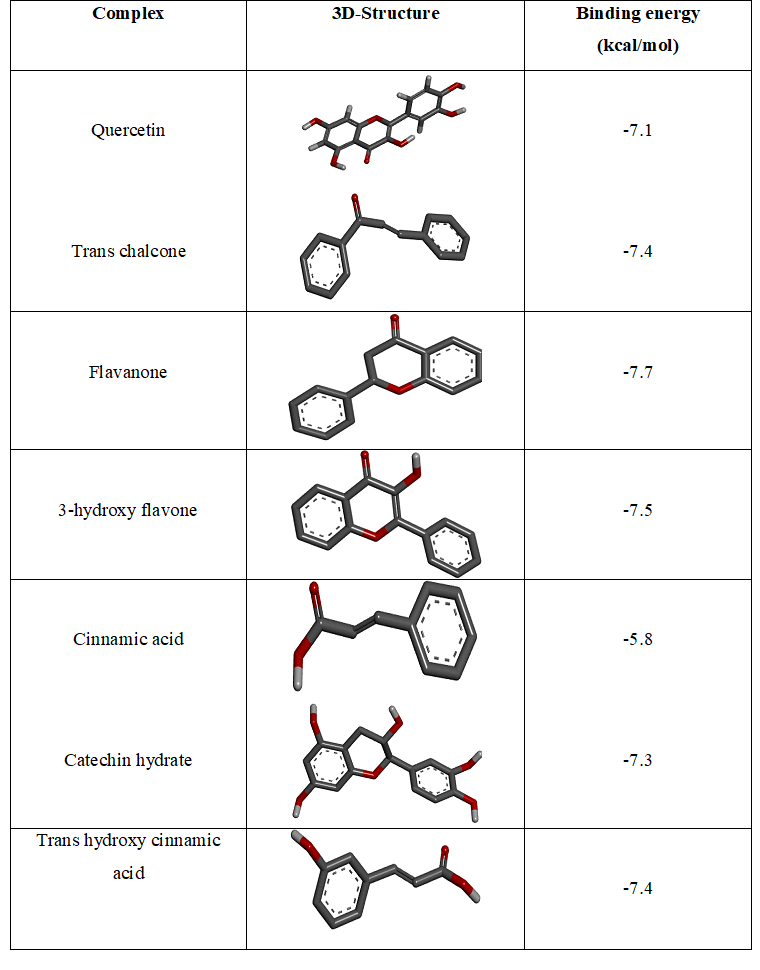 Complex 3D-Structure Binding energy
(kcal/mol)
Quercetin -7.1
Trans chalcone -7.4
Flavanone -7.7
3-hydroxy flavone -7.5
Cinnamic acid -5.8
Catechin hydrate -7.3
Trans hydroxy cinnamic
acid -7.4